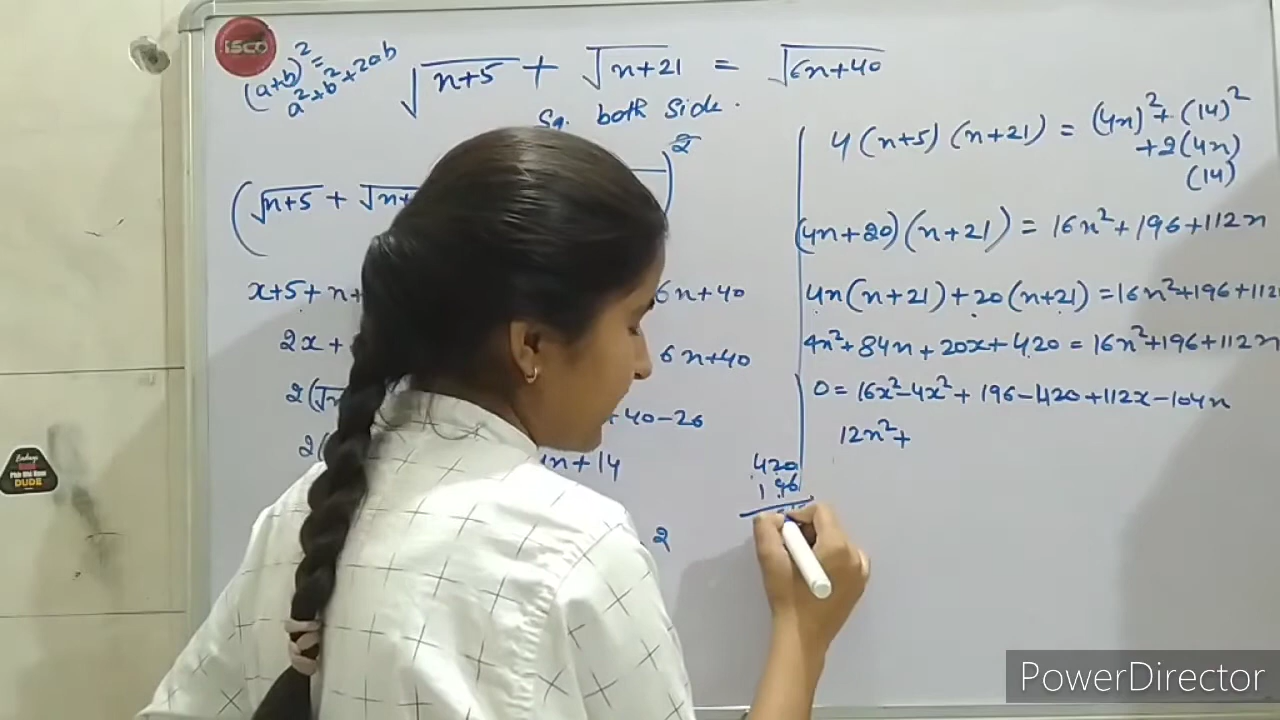 iSCO
(a+b)² =
a²+b²+2ab
√n+5 + √n+21 = √6n+40
Sq. both side.
(√n+5 + √n+
)²
x+5+n+
6n+40
2x+
6n+40
2(√n
+40-26
2(
4n+14
2
4(n+5)(n+21) = (4n)²+(14)²
+2(4n)
(14)
(4n+20)(n+21) = 16n²+196+112n
4n(n+21)+20(n+21)=16n²+196+112
4n²+84n+20x+420=16n²+196+112n
0=16x²-4x²+196-420+112x-104n
12n²+
420
196
DUDE
PowerDirector